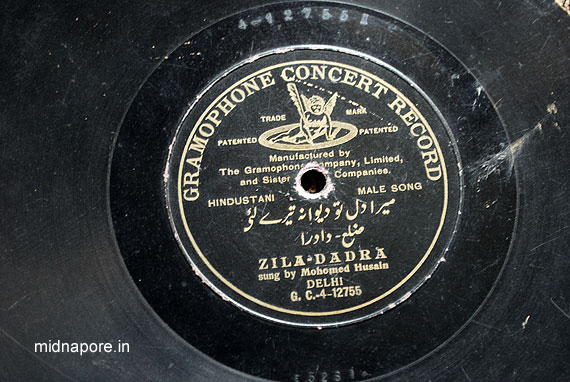 4-12755
GRAMOPHONE CONCERT RECORD
TRADE MARK
PATENTED PATENTED
Manufactured by
The Gramophone Company, Limited,
and Sister Companies.
HINDUSTANI MALE SONG
میرا دل تو دیوانہ تیرے لئی
ضلع - دادرا
ZILA-DADRA
sung by Mohomed Husain
DELHI
G. C.-4-12755
midnapore.in